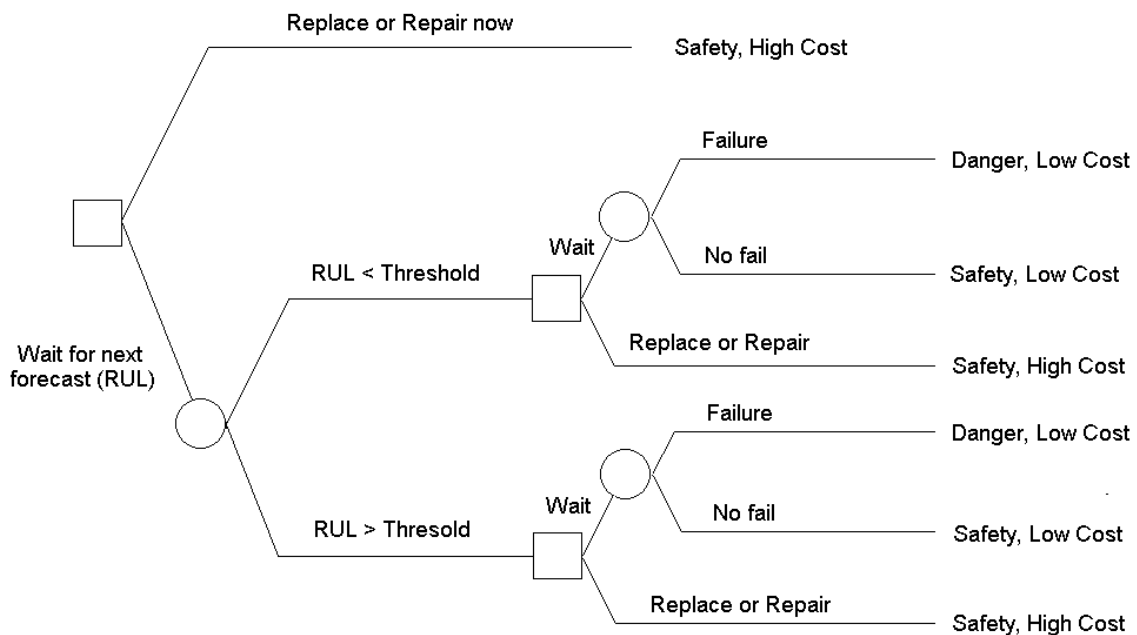 Replace or Repair now
Safety, High Cost
Failure
Danger, Low Cost
Wait
No fail
Safety, Low Cost
RUL < Threshold
Replace or Repair
Safety, High Cost
Wait for next
forecast (RUL)
Failure
Danger, Low Cost
Wait
No fail
Safety, Low Cost
RUL > Thresold
Replace or Repair
Safety, High Cost